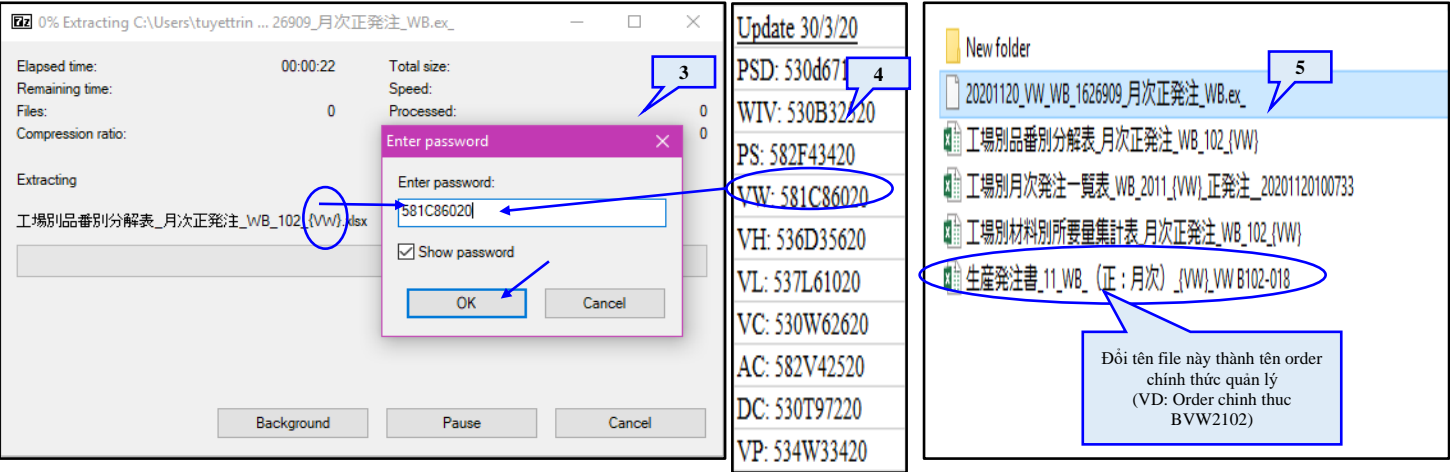 0% Extracting C:\Users\tuyettrin ... 26909_月次正発注_WB.ex_
Elapsed time: 00:00:22 Total size:
Remaining time: Speed:
Files: 0 Processed: 0
Compression ratio: 0
Extracting
工場別品番別分解表_月次正発注_WB_102_{VW}.xlsx
Enter password
Enter password:
581C86020
Show password
OK Cancel
Background Pause Cancel
3
Update 30/3/20
PSD:
4
PS: 582F43420
VW: 581C86020
VH: 536D35620
VL: 537L61020
VC: 530W62620
AC: 582V42520
DC: 530T97220
VP: 534W33420
New folder
5
20201120_VW_WB_1626909_月次正発注_WB.ex_
工場別品番別分解表_月次正発注_WB_102_{VW}
工場別月次発注一覧表_WB_2011_{VW}_正発注__20201120100733
工場別材料別所要量集計表_月次正発注_WB_102_{VW}
生産発注書_11_WB_（正：月次）_{VW}_VW B102-018
Đổi tên file này thành tên order
chính thức quản lý
(VD: Order chinh thuc
BVW2102)